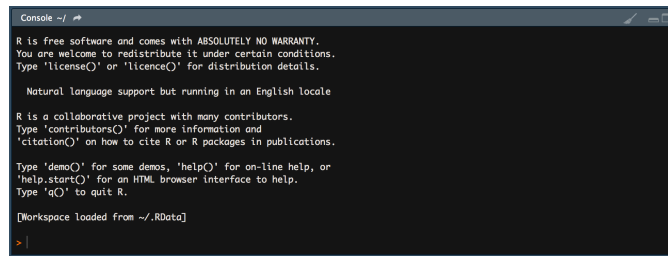 Console ~/
R is free software and comes with ABSOLUTELY NO WARRANTY.
You are welcome to redistribute it under certain conditions.
Type 'license()' or 'licence()' for distribution details.
Natural language support but running in an English locale
R is a collaborative project with many contributors.
Type 'contributors()' for more information and
'citation()' on how to cite R or R packages in publications.
Type 'demo()' for some demos, 'help()' for on-line help, or
'help.start()' for an HTML browser interface to help.
Type 'q()' to quit R.
[Workspace loaded from ~/.RData]
>